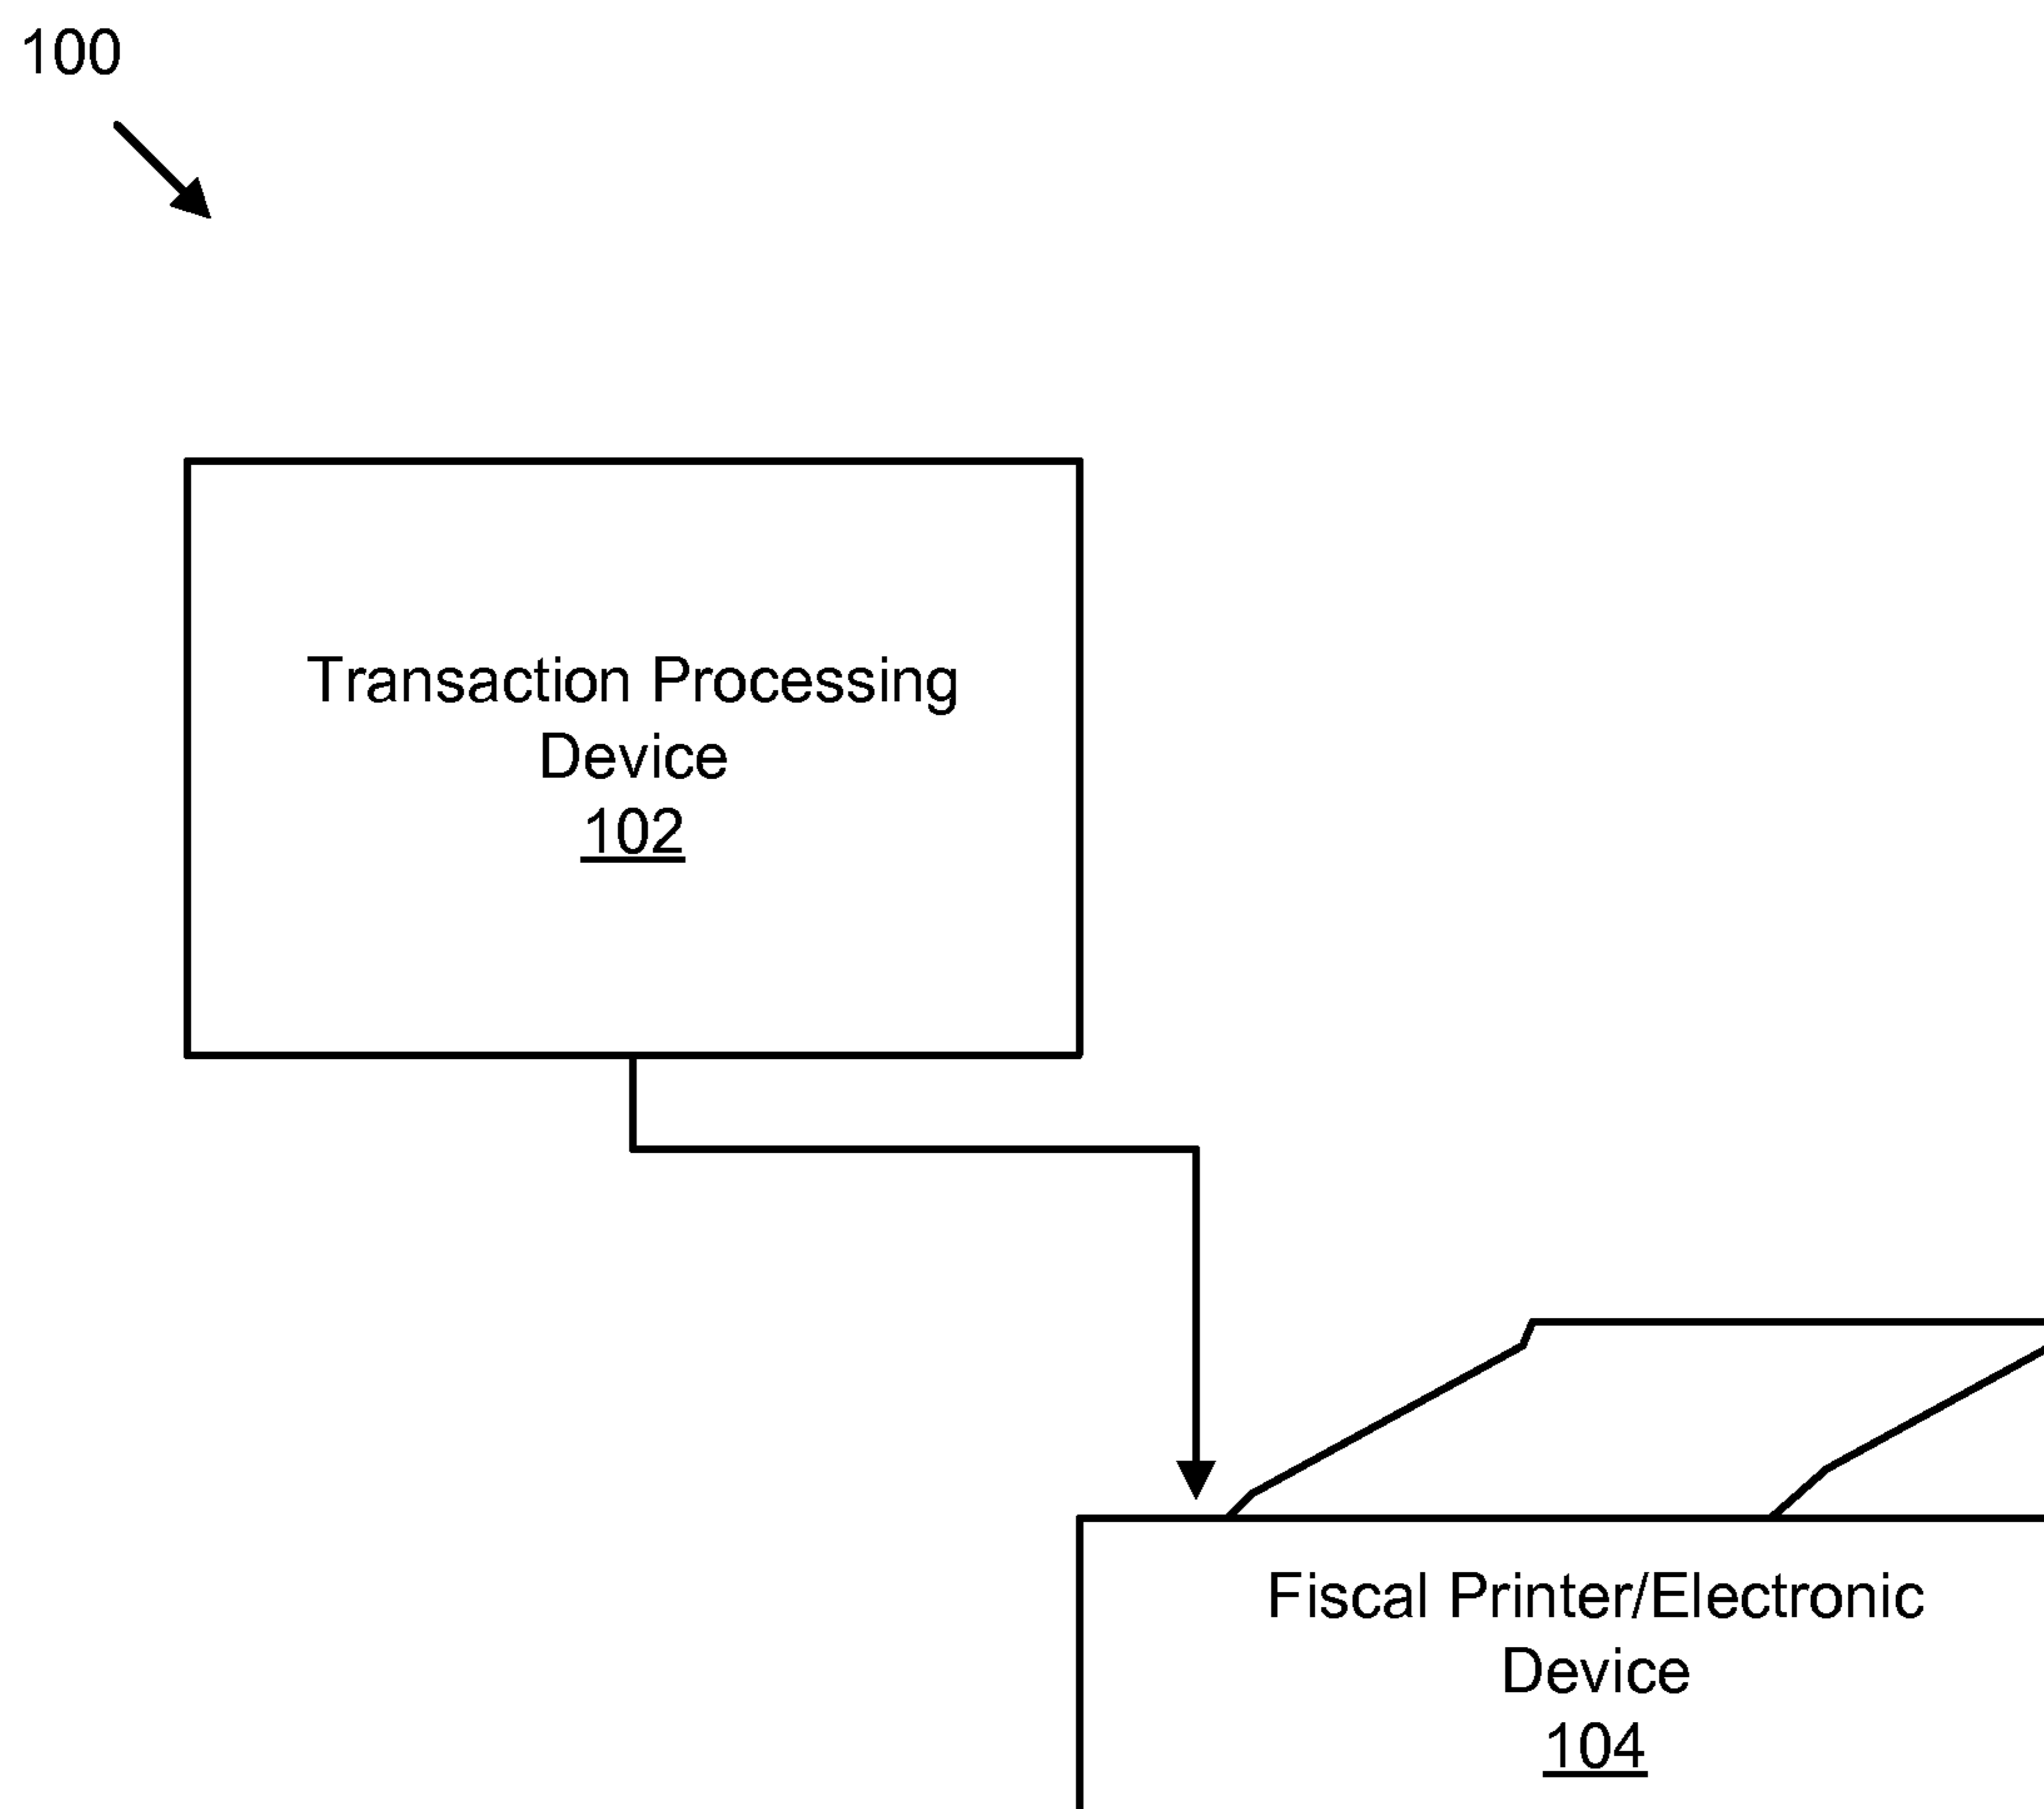 100
Transaction Processing
Device
102
Fiscal Printer/Electronic
Device
104